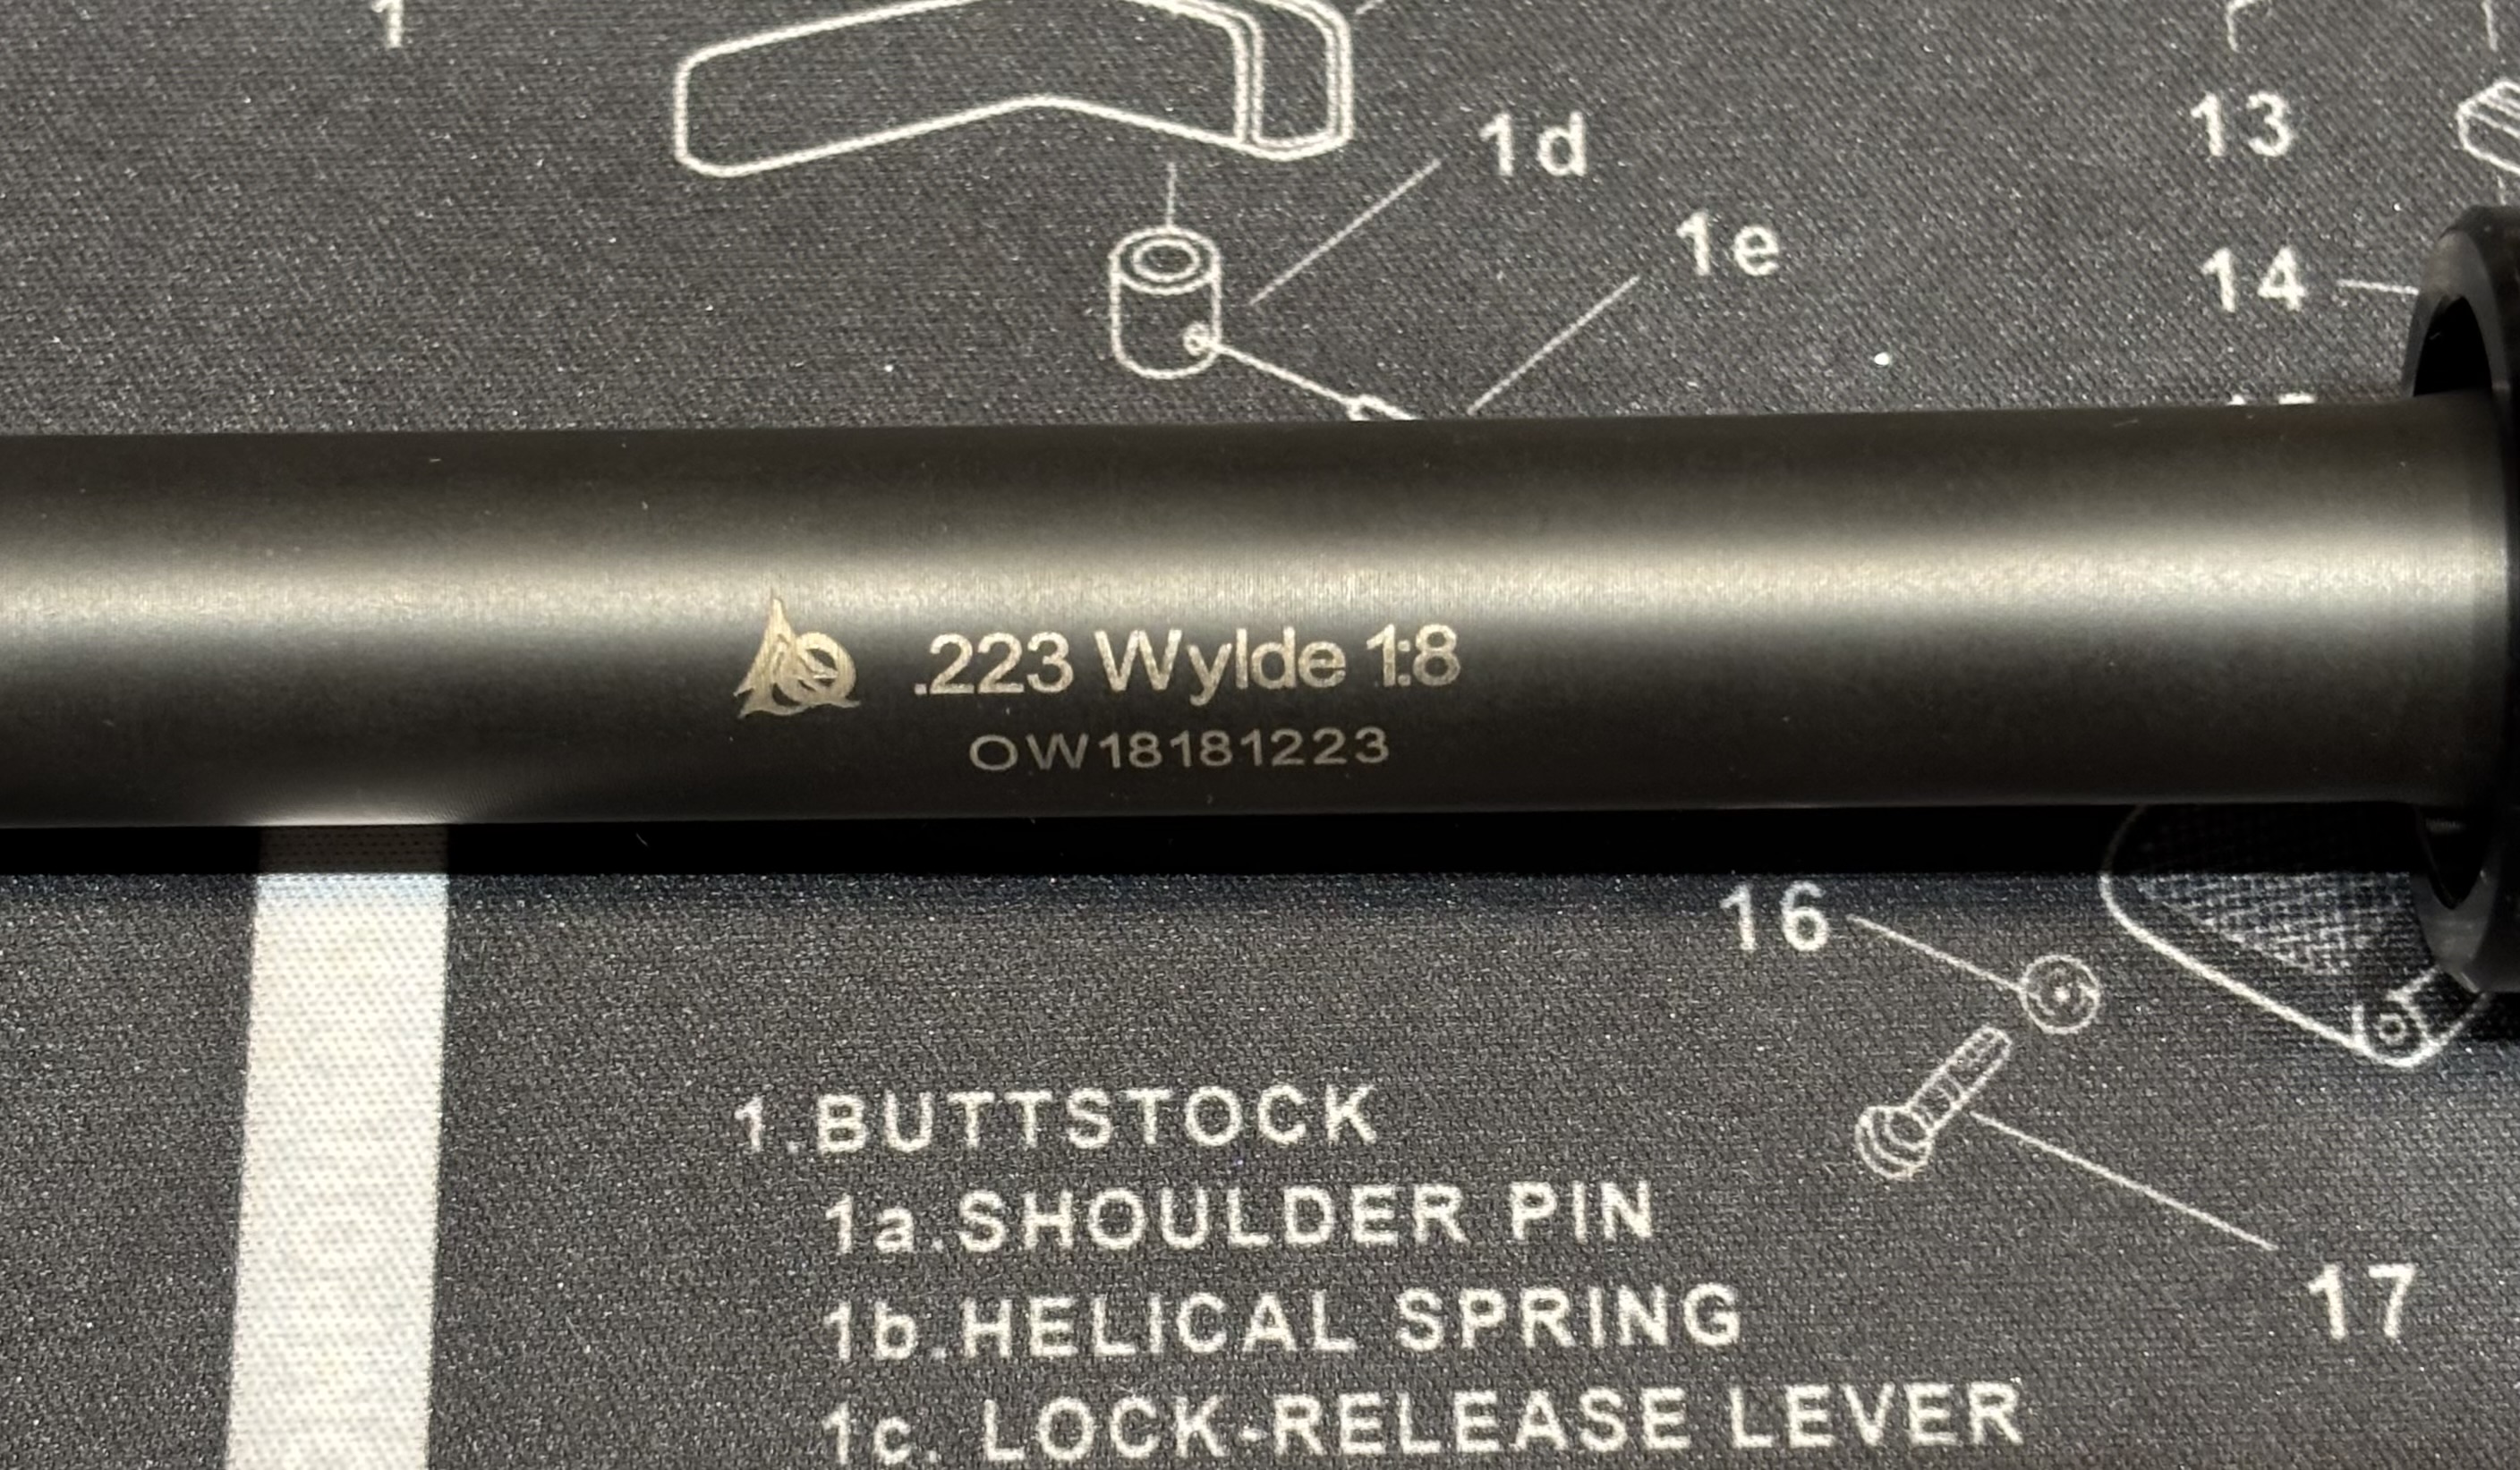 1
1d
13
1e
14
.223 Wylde 1:8
OW18181223
16
1.BUTTSTOCK
1a.SHOULDER PIN
17
1b.HELICAL SPRING
1c. LOCK-RELEASE LEVER